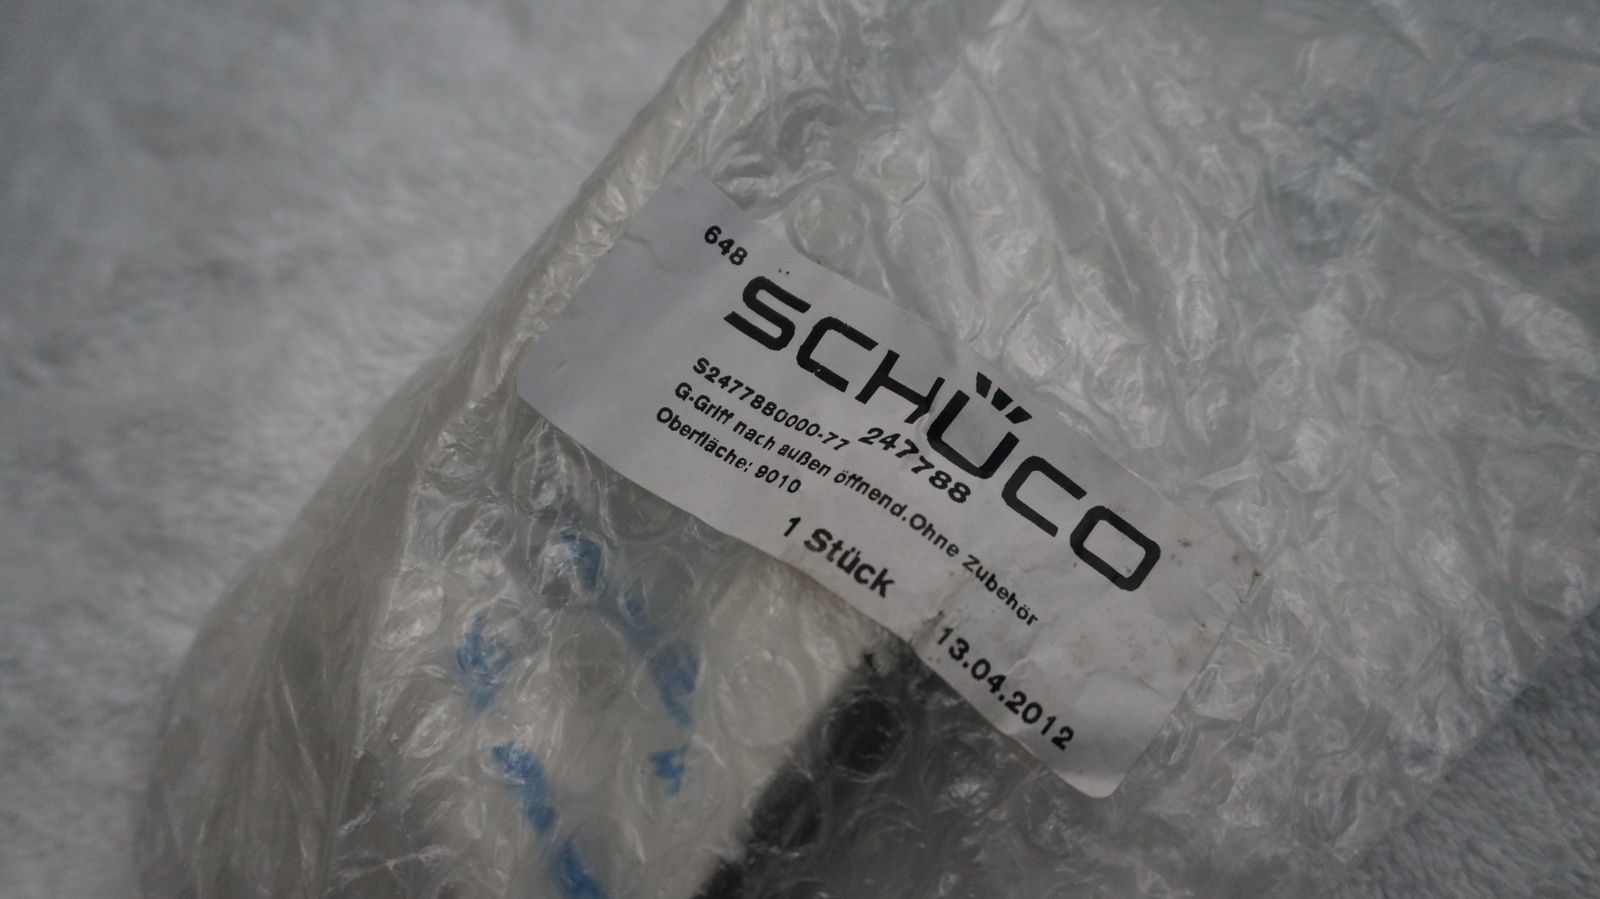 648
SCHÜCO
S2477880000-77 247788
G-Griff nach außen öffnend.Ohne Zubehör
Oberfläche: 9010
1 Stück 13.04.2012